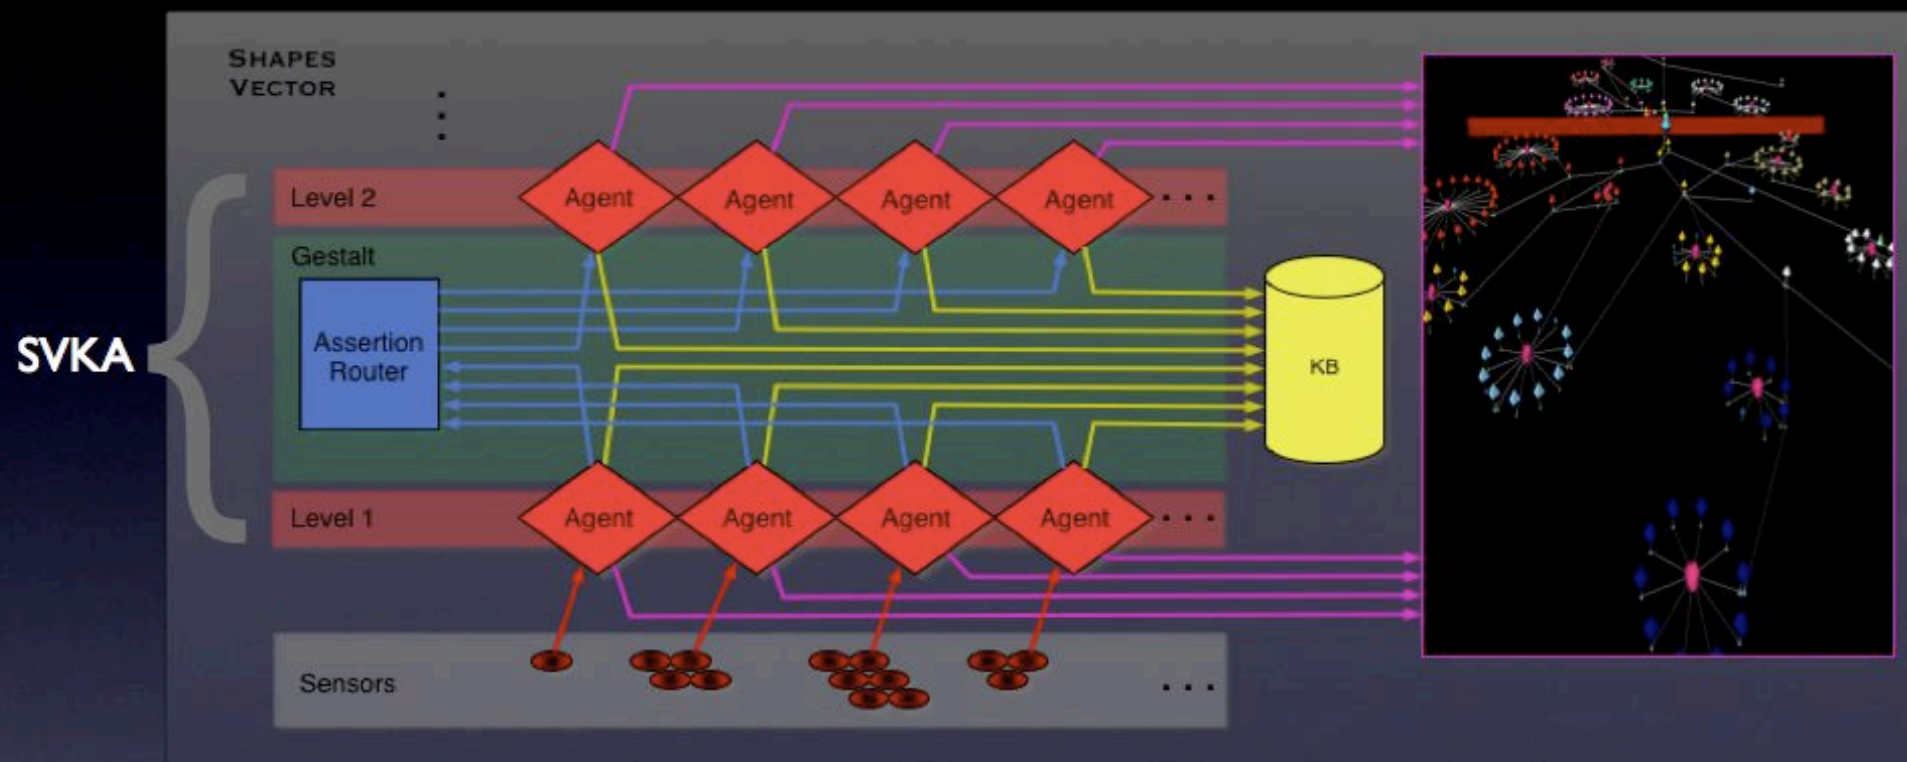 SHAPES
VECTOR
Level 2
Agent
Agent
Agent
Agent
Gestalt
Assertion
Router
KB
SVKA
Level 1
Agent
Agent
Agent
Agent
Sensors